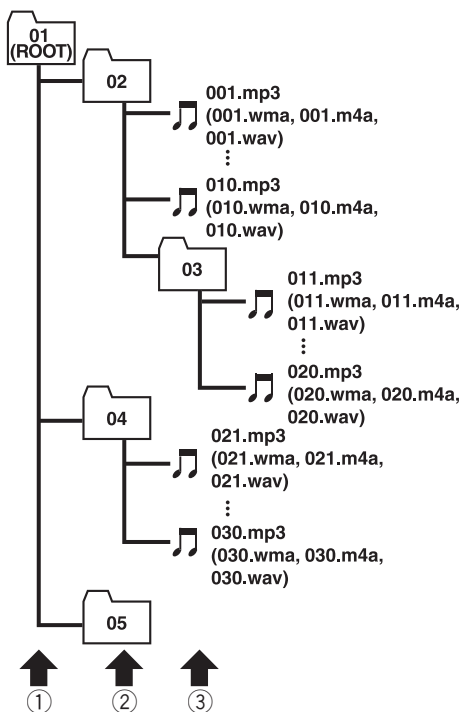 01
(ROOT)
02
001.mp3
(001.wma, 001.m4a,
001.wav)
010.mp3
(010.wma, 010.m4a,
010.wav)
03
011.mp3
(011.wma, 011.m4a,
011.wav)
020.mp3
(020.wma, 020.m4a,
020.wav)
04
021.mp3
(021.wma, 021.m4a,
021.wav)
030.mp3
(030.wma, 030.m4a,
030.wav)
05
① ② ③